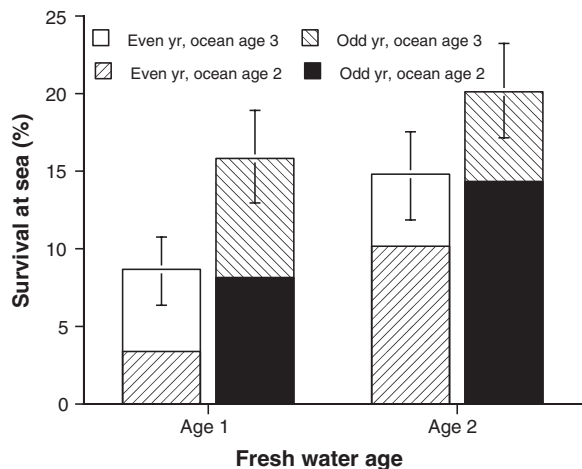 25
Even yr, ocean age 3
Odd yr, ocean age 3
Even yr, ocean age 2
Odd yr, ocean age 2
20
15
10
5
0
Survival at sea (%)
Age 1
Age 2
Fresh water age